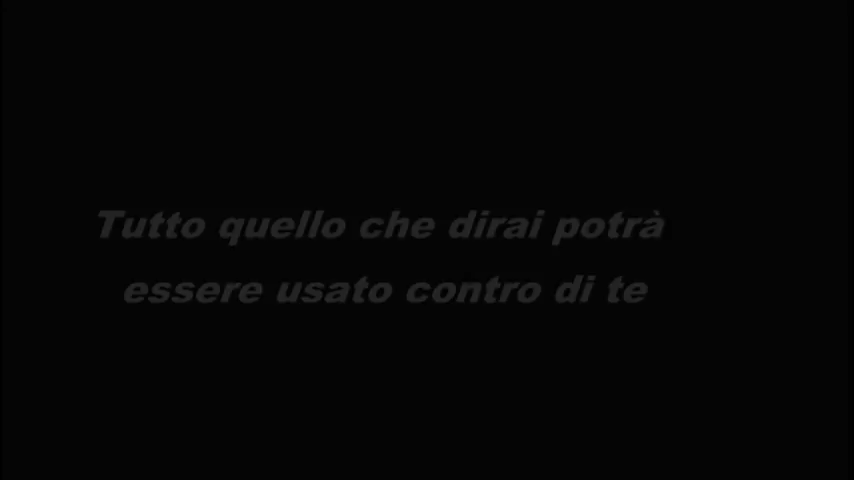 Tutto quello che dirai potrà
essere usato contro di te